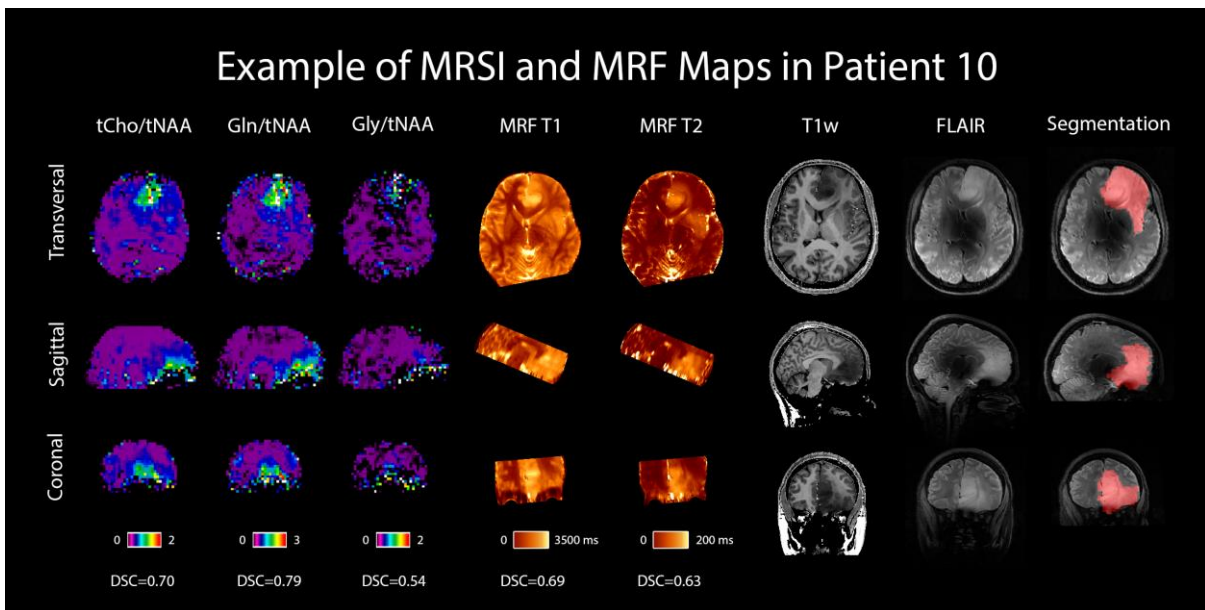 Example of MRSI and MRF Maps in Patient 10
tCho/tNAA Gln/tNAA Gly/tNAA MRF T1 MRF T2 T1w FLAIR Segmentation
Transversal
Sagittal
Coronal
0 2 0 3 0 2 0 3500 ms 0 200 ms
DSC=0.70 DSC=0.79 DSC=0.54 DSC=0.69 DSC=0.63